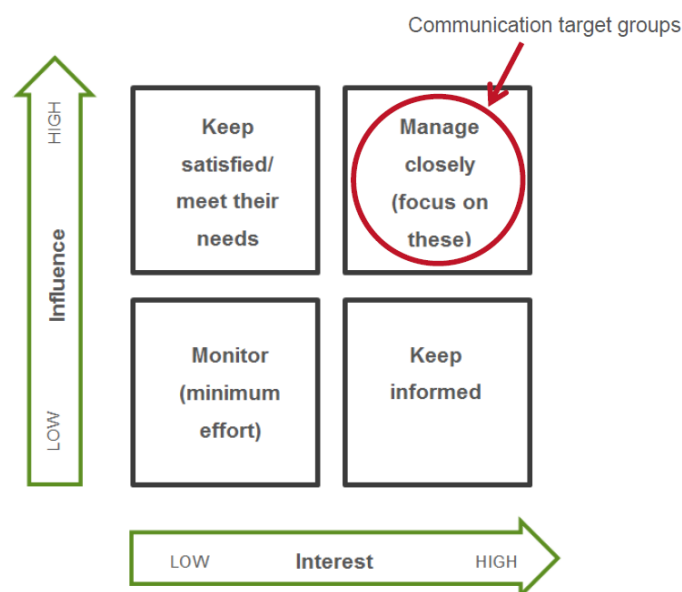 Communication target groups
HIGH
Influence
LOW
Keep
satisfied/
meet their
needs
Manage
closely
(focus on
these)
Monitor
(minimum
effort)
Keep
informed
LOW Interest HIGH